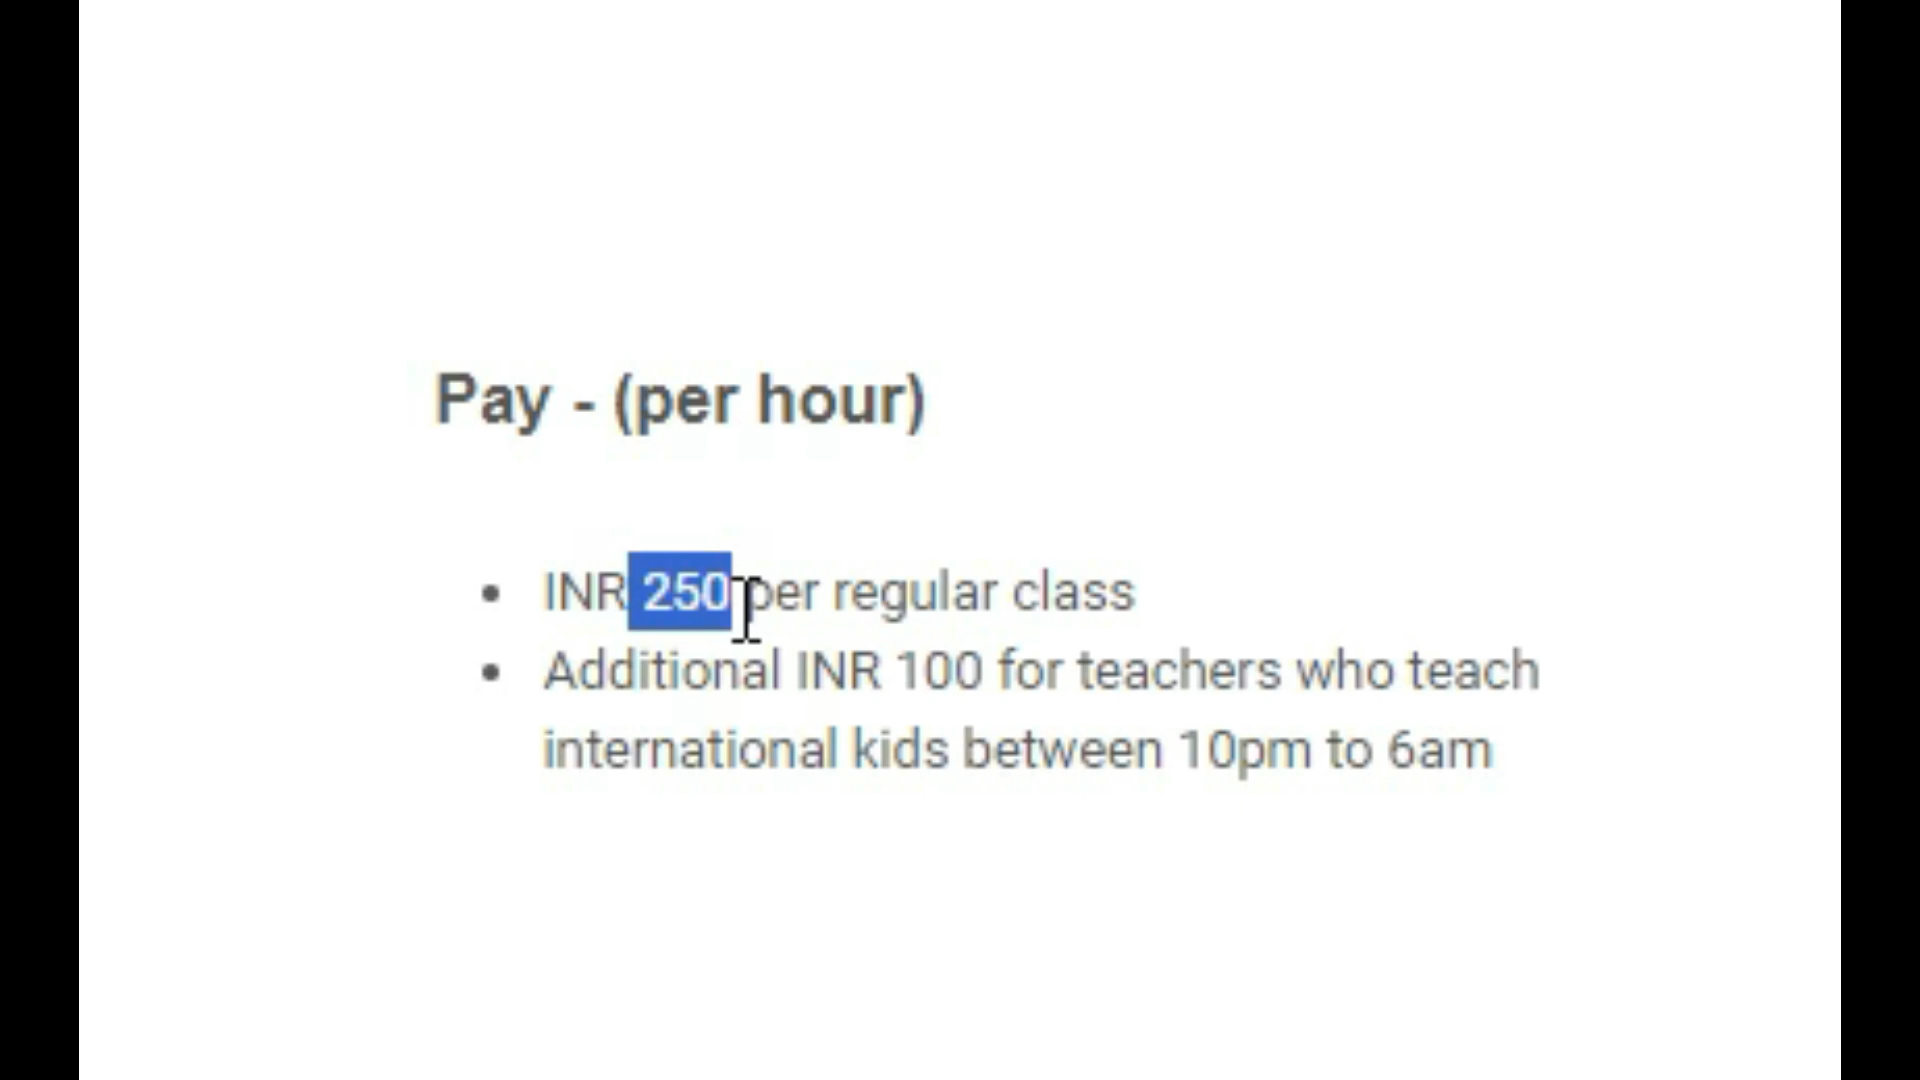 Pay - (per hour)
• INR 250 per regular class
• Additional INR 100 for teachers who teach
international kids between 10pm to 6am